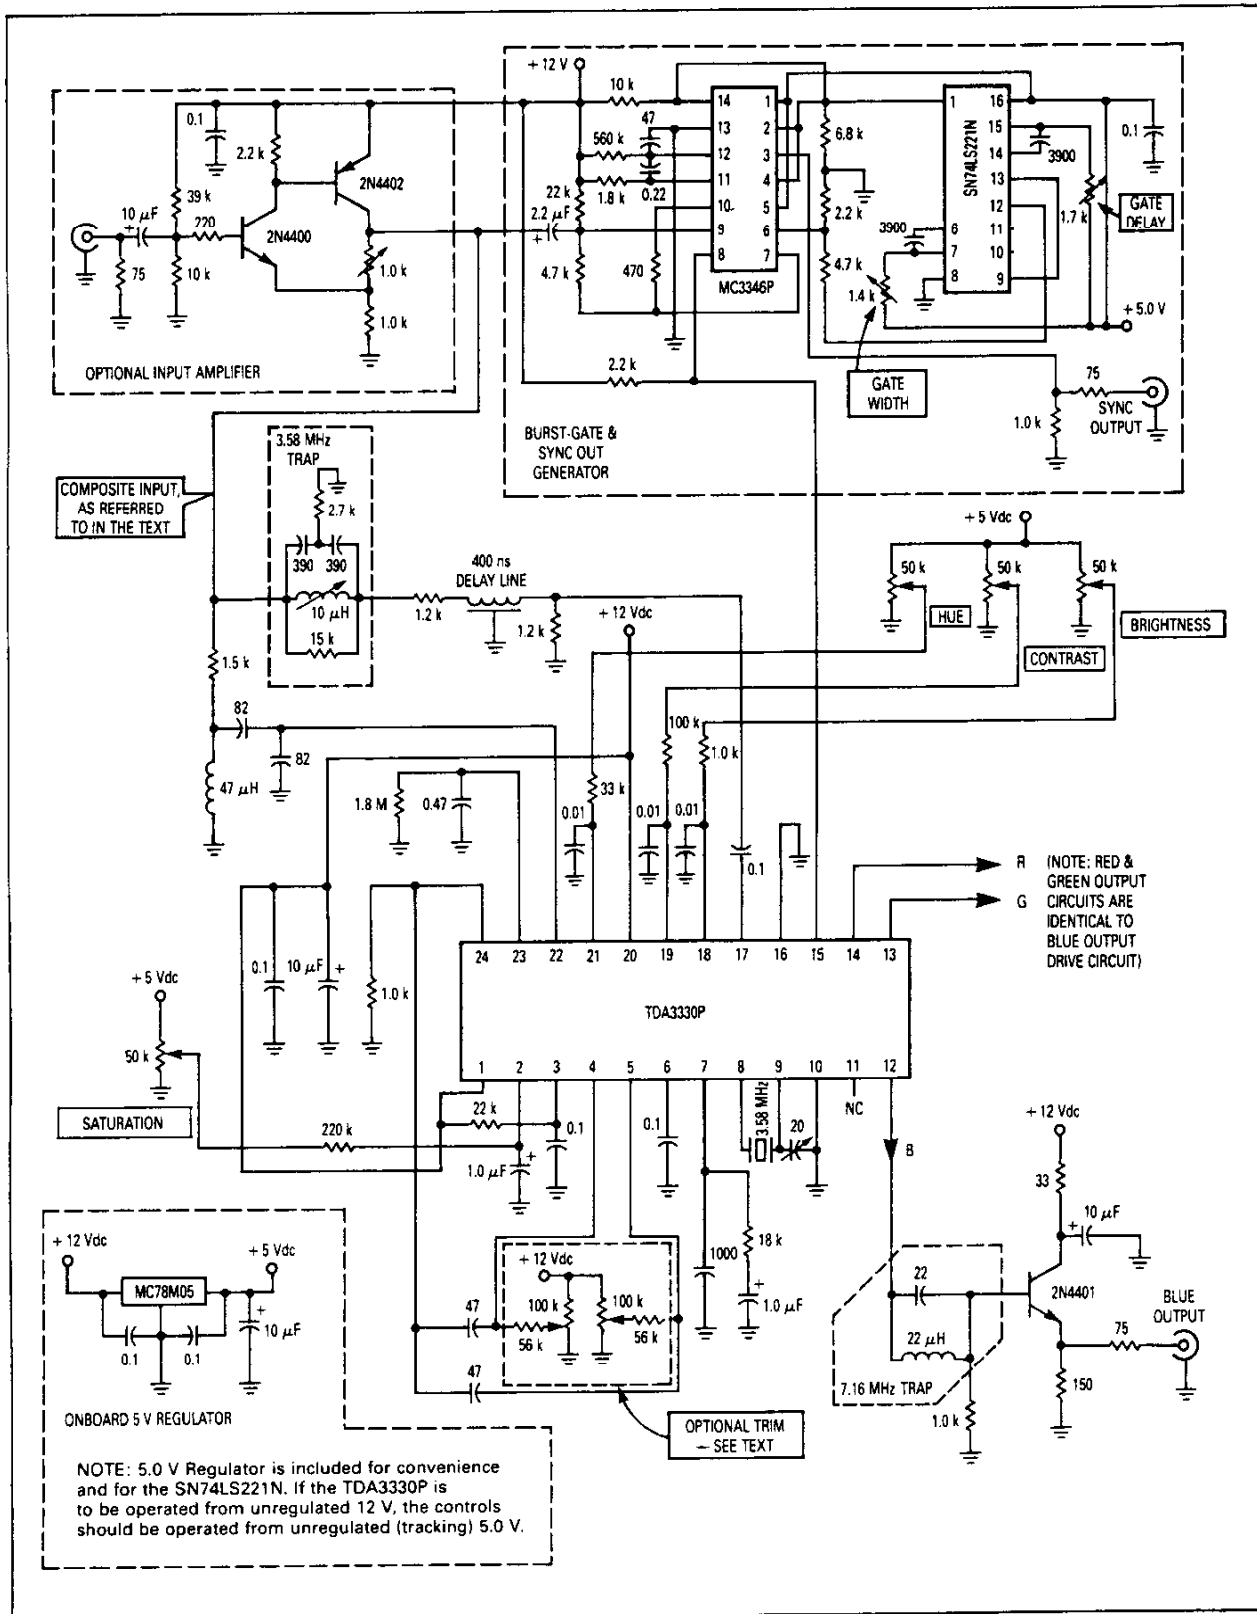 + 12 V
10 k
14
1
1
16
13
2
15
12
3
14
11
4
13
10
5
12
9
6
6
11
8
7
7
10
8
9
MC3346P
SN74LS221N
47
560 k
0.22
1.8 k
22 k
2.2 μF
4.7 k
470
6.8 k
2.2 k
4.7 k
3900
3900
0.1
1.7 k
GATE
DELAY
1.4 k
+ 5.0 V
GATE
WIDTH
2.2 k
75
SYNC
OUTPUT
1.0 k
BURST-GATE &
SYNC OUT
GENERATOR
0.1
2.2 k
2N4402
39 k
10 μF
+
220
2N4400
75
10 k
1.0 k
1.0 k
OPTIONAL INPUT AMPLIFIER
3.58 MHz
TRAP
2.7 k
390
390
10 μH
15 k
COMPOSITE INPUT,
AS REFERRED
TO IN THE TEXT
400 ns
DELAY LINE
1.2 k
1.2 k
+ 12 Vdc
+ 5 Vdc
50 k
50 k
50 k
HUE
CONTRAST
BRIGHTNESS
1.5 k
82
82
47 μH
1.8 M
0.47
33 k
0.01
100 k
0.01
1.0 k
0.01
0.1
R
G
(NOTE: RED &
GREEN OUTPUT
CIRCUITS ARE
IDENTICAL TO
BLUE OUTPUT
DRIVE CIRCUIT)
0.1
10 μF
+
1.0 k
24
23
22
21
20
19
18
17
16
15
14
13
TDA3330P
1
2
3
4
5
6
7
8
9
10
11
12
NC
+ 5 Vdc
50 k
SATURATION
220 k
22 k
0.1
1.0 μF
+
0.1
3.58 MHz
20
B
1000
18 k
+
1.0 μF
+ 12 Vdc
100 k
100 k
56 k
56 k
47
47
OPTIONAL TRIM
– SEE TEXT
+ 12 Vdc
33
10 μF
+
22
2N4401
22 μH
7.16 MHz TRAP
1.0 k
75
150
BLUE
OUTPUT
+ 12 Vdc
+ 5 Vdc
MC78M05
0.1
0.1
+
10 μF
ONBOARD 5 V REGULATOR
NOTE: 5.0 V Regulator is included for convenience
and for the SN74LS221N. If the TDA3330P is
to be operated from unregulated 12 V, the controls
should be operated from unregulated (tracking) 5.0 V.